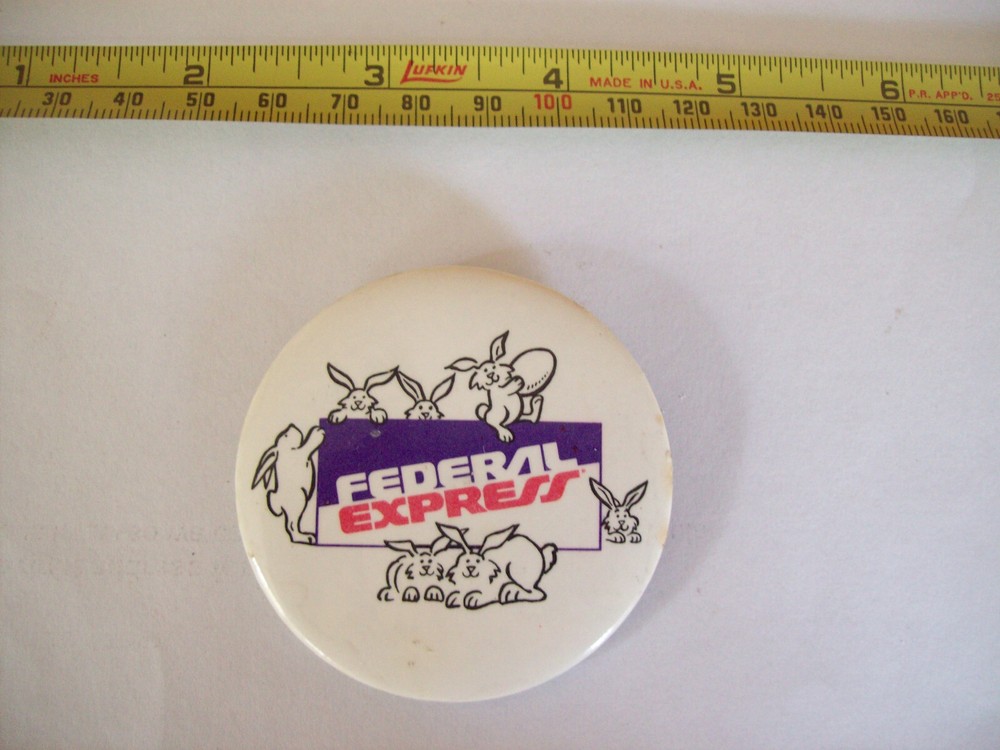 1 INCHES 2 3 LUFKIN 4 MADE IN U.S.A. 5 6 P.R. APP'D. 25
30 40 50 60 70 80 90 100 110 120 130 140 150 160
FEDERAL
EXPRESS